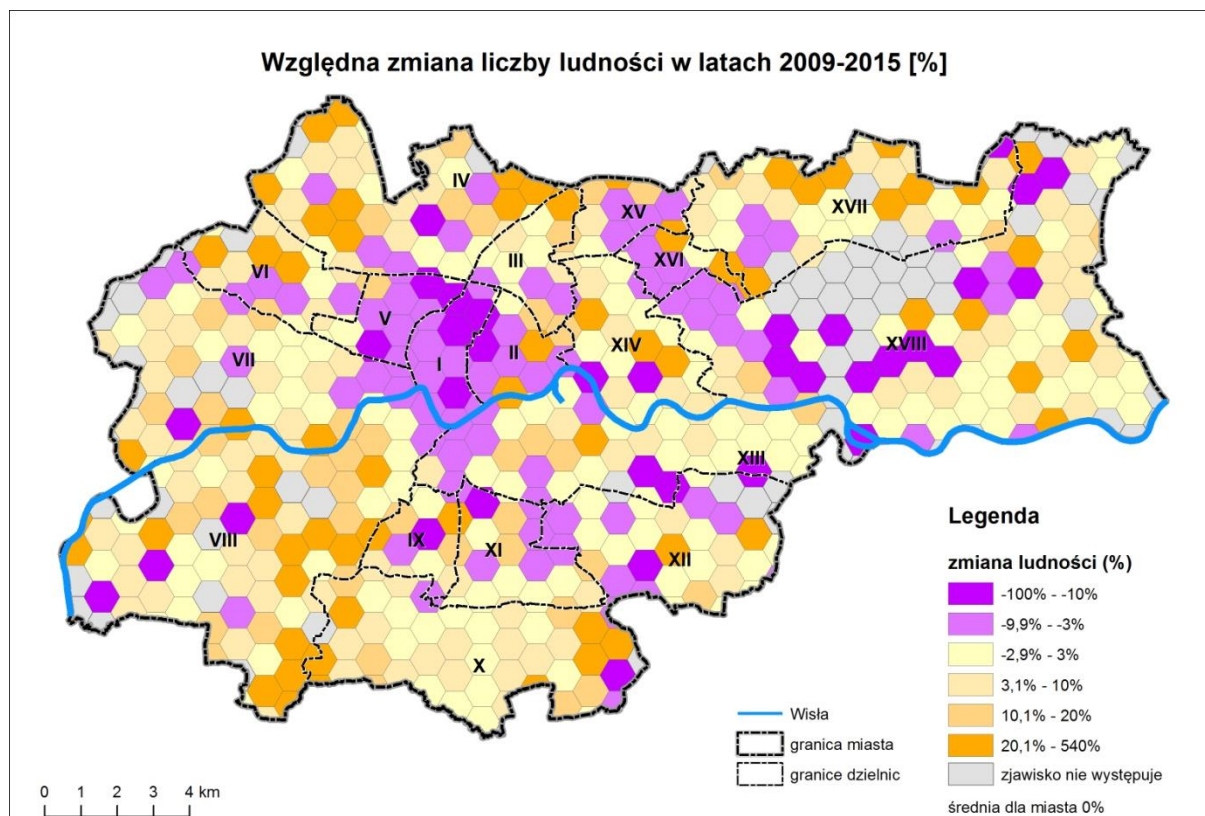 Względna zmiana liczby ludności w latach 2009-2015 [%]
IV
XV
XVII
III
XVI
VI
V
I
II
XIV
XVIII
VII
XIII
VIII
IX
XI
XII
X
Legenda
zmiana ludności (%)
-100% - -10%
-9,9% - -3%
-2,9% - 3%
3,1% - 10%
10,1% - 20%
20,1% - 540%
zjawisko nie występuje
średnia dla miasta 0%
Wisła
granica miasta
granice dzielnic
0 1 2 3 4 km